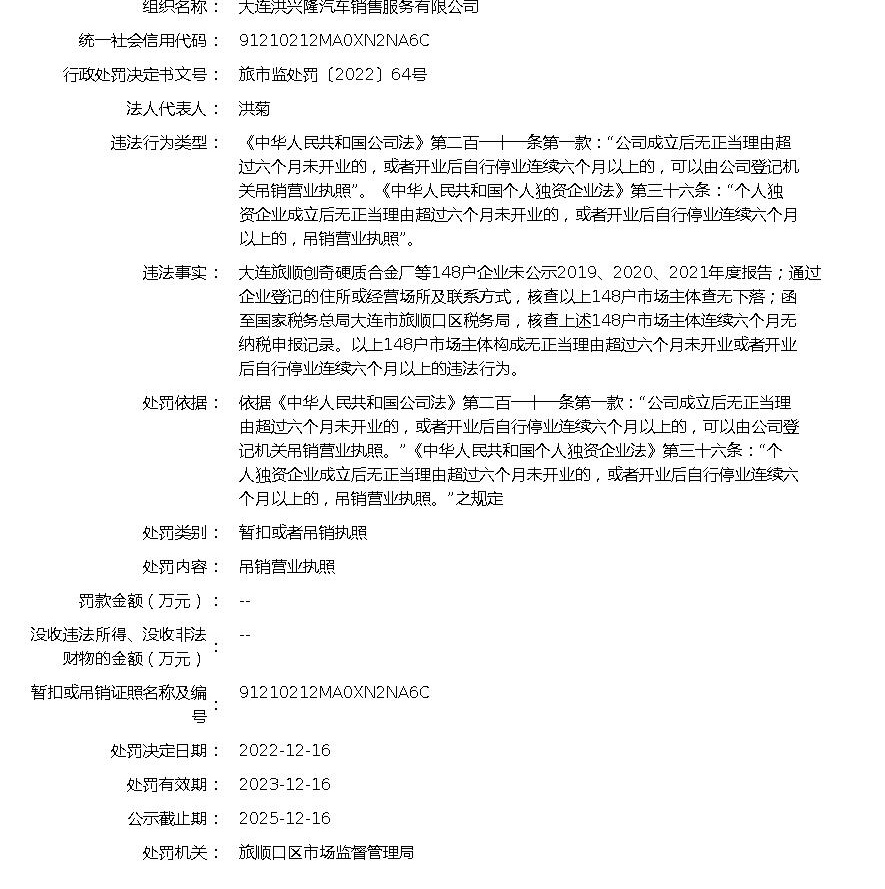 组织名称： 大连洪兴隆汽车销售服务有限公司
统一社会信用代码： 91210212MA0XN2NA6C
行政处罚决定书文号： 旅市监处罚〔2022〕64号
法人代表人： 洪菊
违法行为类型： 《中华人民共和国公司法》第二百一十一条第一款：“公司成立后无正当理由超
过六个月未开业的，或者开业后自行停业连续六个月以上的，可以由公司登记机
关吊销营业执照”。《中华人民共和国个人独资企业法》第三十六条：“个人独
资企业成立后无正当理由超过六个月未开业的，或者开业后自行停业连续六个月
以上的，吊销营业执照”。
违法事实： 大连旅顺创奇硬质合金厂等148户企业未公示2019、2020、2021年度报告；通过
企业登记的住所或经营场所及联系方式，核查以上148户市场主体查无下落；函
至国家税务总局大连市旅顺口区税务局，核查上述148户市场主体连续六个月无
纳税申报记录。以上148户市场主体构成无正当理由超过六个月未开业或者开业
后自行停业连续六个月以上的违法行为。
处罚依据： 依据《中华人民共和国公司法》第二百一十一条第一款：“公司成立后无正当理
由超过六个月未开业的，或者开业后自行停业连续六个月以上的，可以由公司登
记机关吊销营业执照。”《中华人民共和国个人独资企业法》第三十六条：“个
人独资企业成立后无正当理由超过六个月未开业的，或者开业后自行停业连续六
个月以上的，吊销营业执照。”之规定
处罚类别： 暂扣或者吊销执照
处罚内容： 吊销营业执照
罚款金额（万元）： --
没收违法所得、没收非法
财物的金额（万元）： --
暂扣或吊销证照名称及编
号： 91210212MA0XN2NA6C
处罚决定日期： 2022-12-16
处罚有效期： 2023-12-16
公示截止期： 2025-12-16
处罚机关： 旅顺口区市场监督管理局